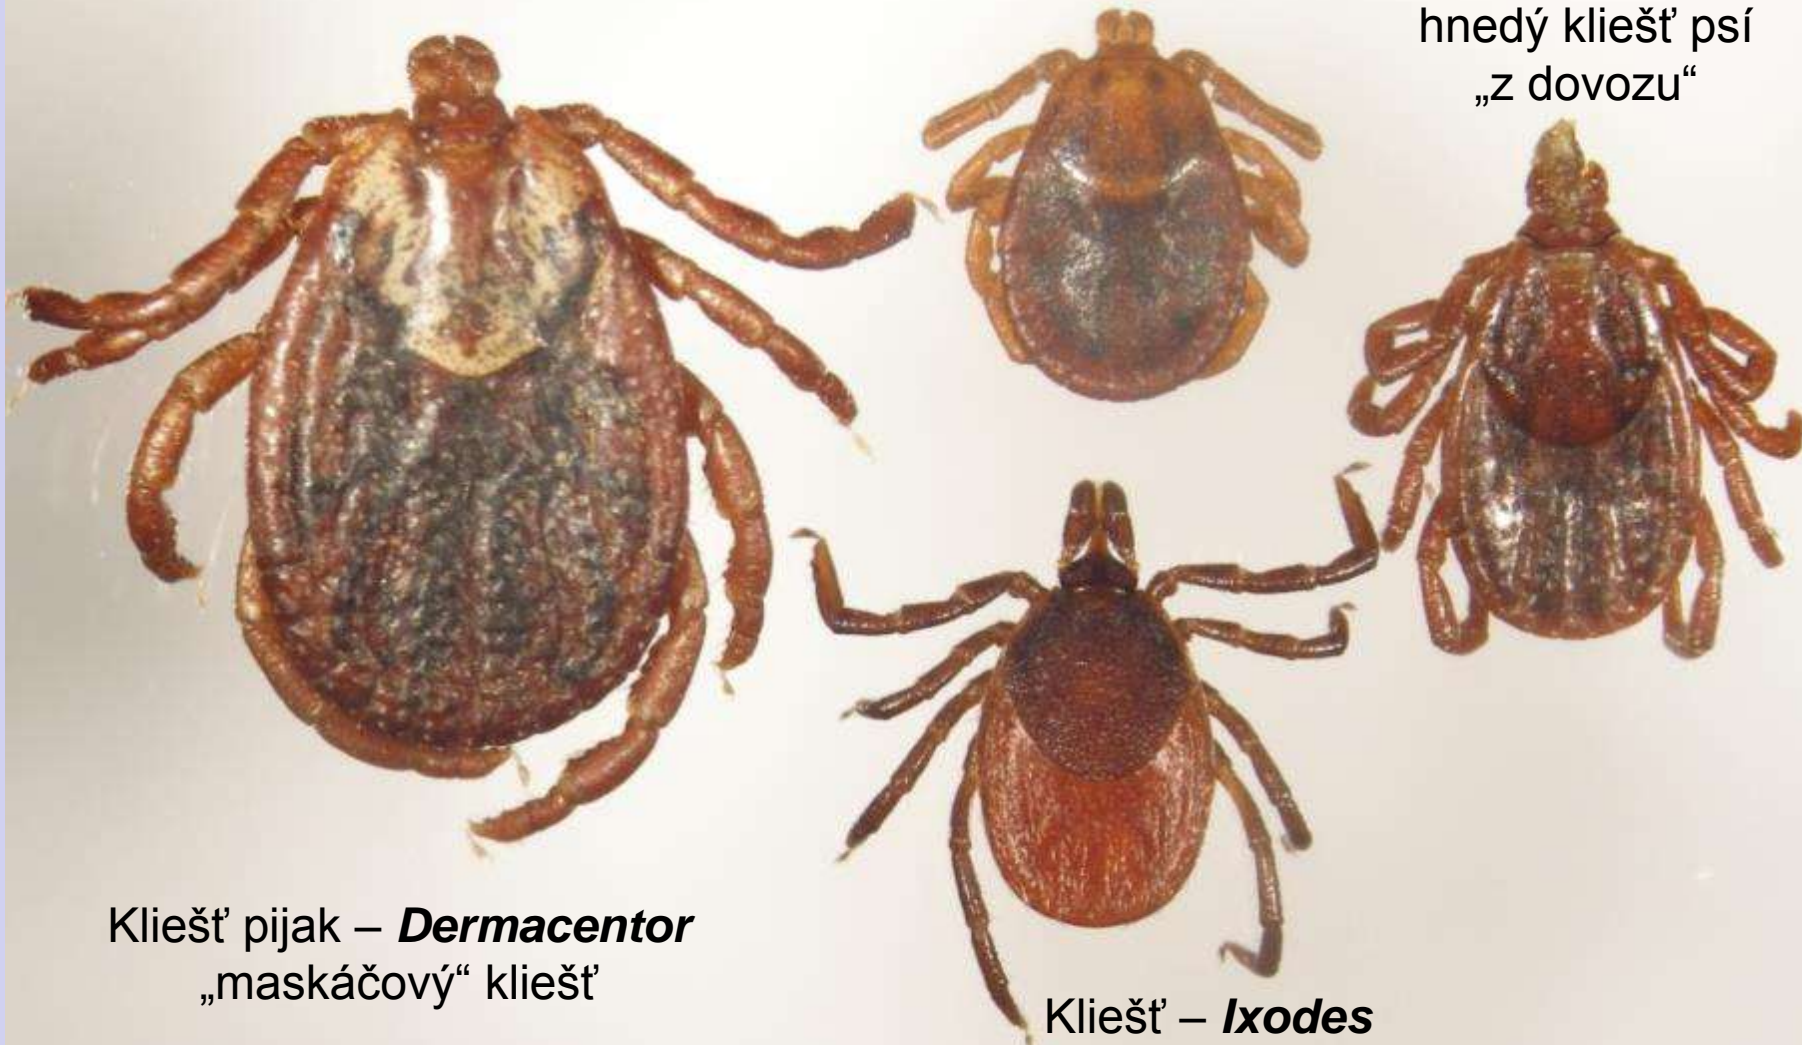 hnedý kliešť psí
„z dovozu“
Kliešť pijak – Dermacentor
„maskáčový“ kliešť
Kliešť – Ixodes